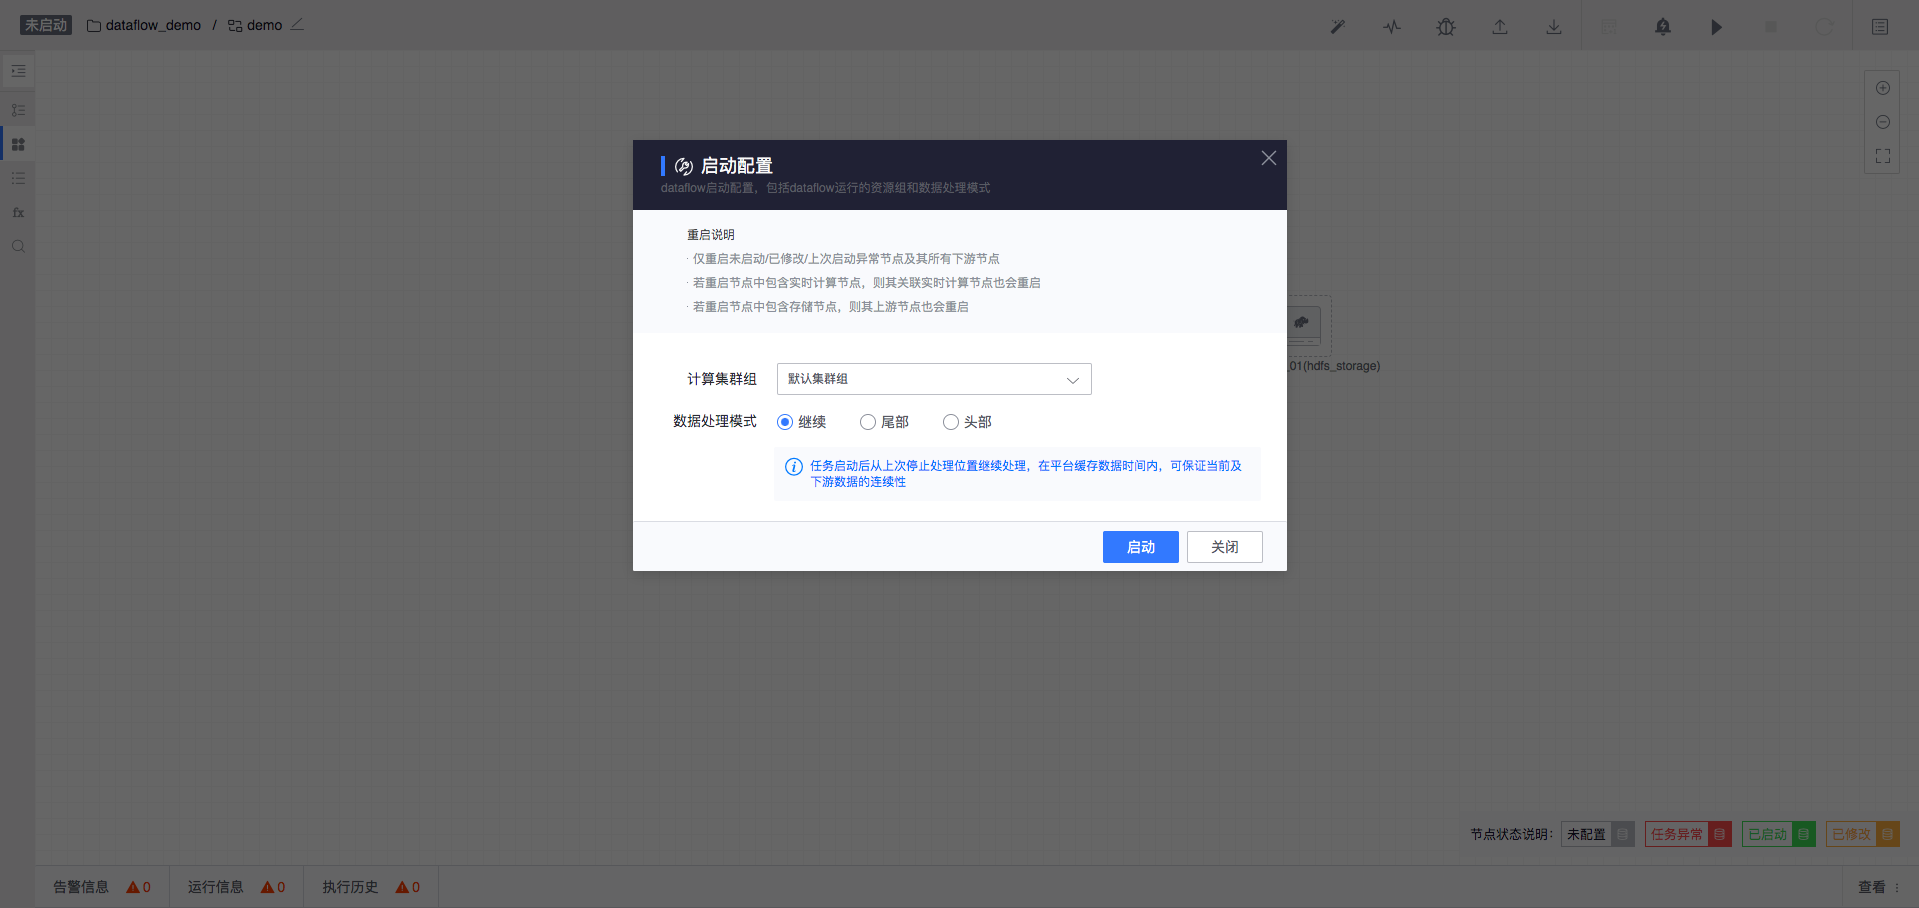 未启动 dataflow_demo / demo
启动配置
dataflow启动配置，包括dataflow运行的资源组和数据处理模式
重启说明
· 仅重启未启动/已修改/上次启动异常节点及其所有下游节点
· 若重启节点中包含实时计算节点，则其关联实时计算节点也会重启
· 若重启节点中包含存储节点，则其上游节点也会重启
fx
_01(hdfs_storage)
计算集群组 默认集群组
数据处理模式 继续 尾部 头部
任务启动后从上次停止处理位置继续处理，在平台缓存数据时间内，可保证当前及
下游数据的连续性
启动 关闭
节点状态说明： 未配置 任务异常 已启动 已修改
告警信息 0 运行信息 0 执行历史 0 查看